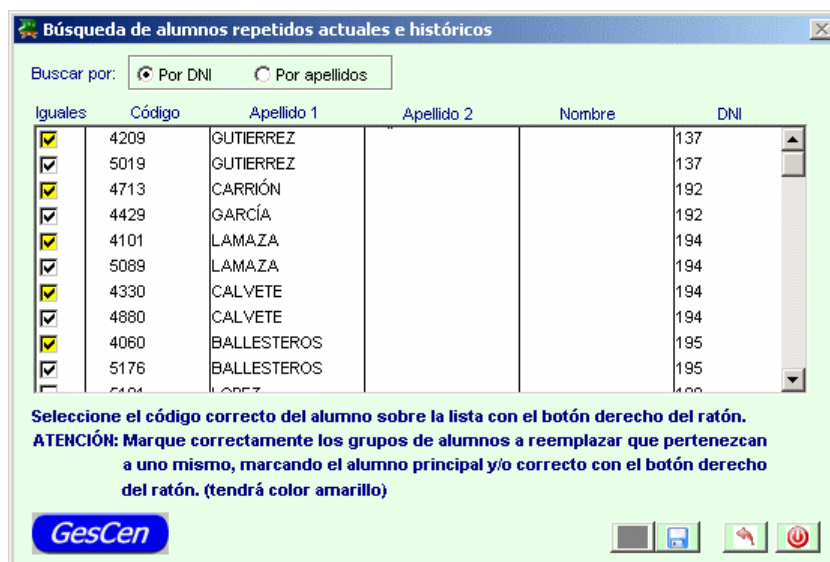 Búsqueda de alumnos repetidos actuales e históricos
Buscar por: Por DNI Por apellidos
Iguales Código Apellido 1 Apellido 2 Nombre DNI
4209 GUTIERREZ 137
5019 GUTIERREZ 137
4713 CARRIÓN 192
4429 GARCÍA 192
4101 LAMAZA 194
5089 LAMAZA 194
4330 CALVETE 194
4880 CALVETE 194
4060 BALLESTEROS 195
5176 BALLESTEROS 195
Seleccione el código correcto del alumno sobre la lista con el botón derecho del ratón.
ATENCIÓN: Marque correctamente los grupos de alumnos a reemplazar que pertenezcan
a uno mismo, marcando el alumno principal y/o correcto con el botón derecho
del ratón. (tendrá color amarillo)
GesCen